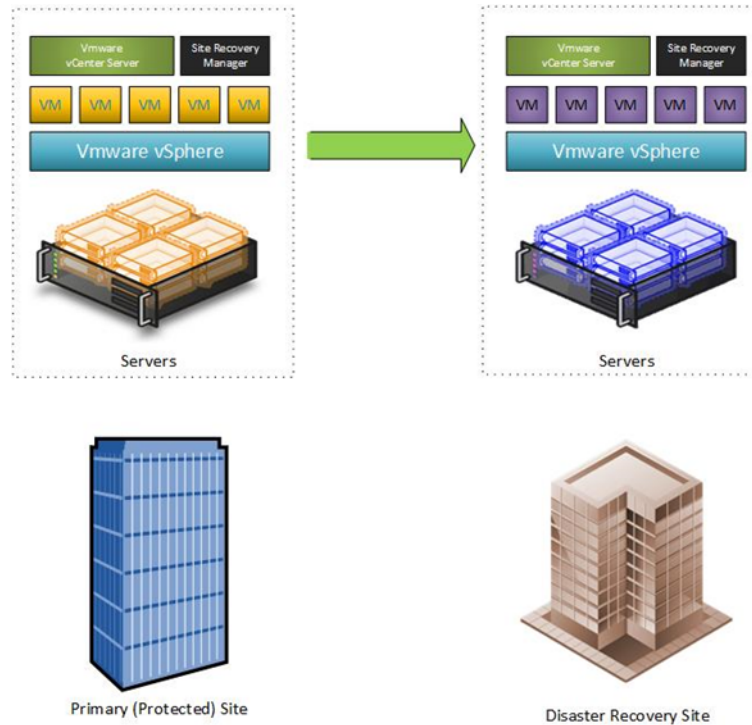 Vmware
vCenter Server
Site Recovery
Manager
VM VM VM VM VM
Vmware vSphere
Servers
Vmware
vCenter Server
Site Recovery
Manager
VM VM VM VM VM
Vmware vSphere
Servers
Primary (Protected) Site
Disaster Recovery Site